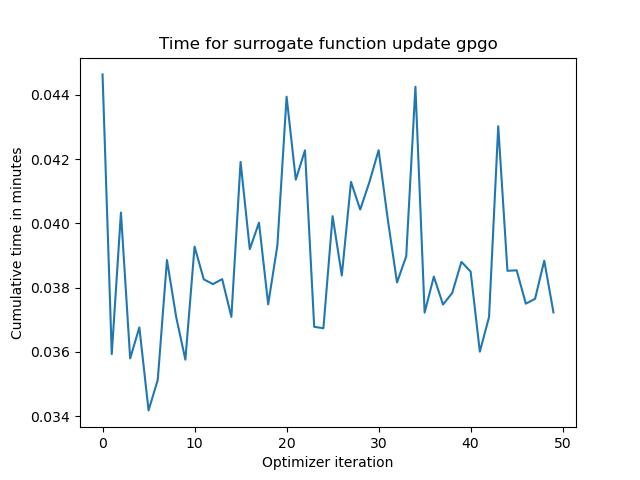 Time for surrogate function update gpgo
Cumulative time in minutes
0.044
0.042
0.040
0.038
0.036
0.034
0 10 20 30 40 50
Optimizer iteration